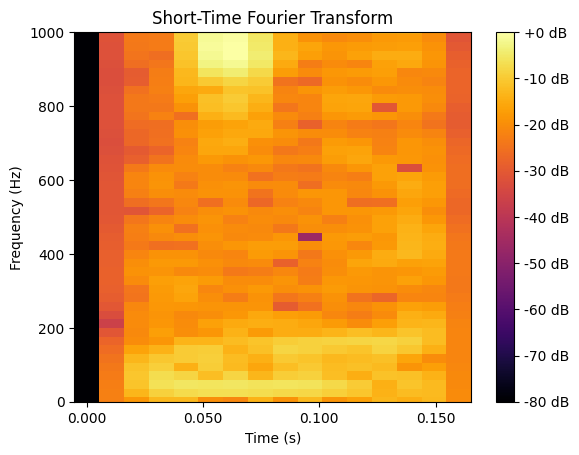 Short-Time Fourier Transform
1000
800
600
400
200
0
Frequency (Hz)
0.000
0.050
0.100
0.150
Time (s)
+0 dB
-10 dB
-20 dB
-30 dB
-40 dB
-50 dB
-60 dB
-70 dB
-80 dB